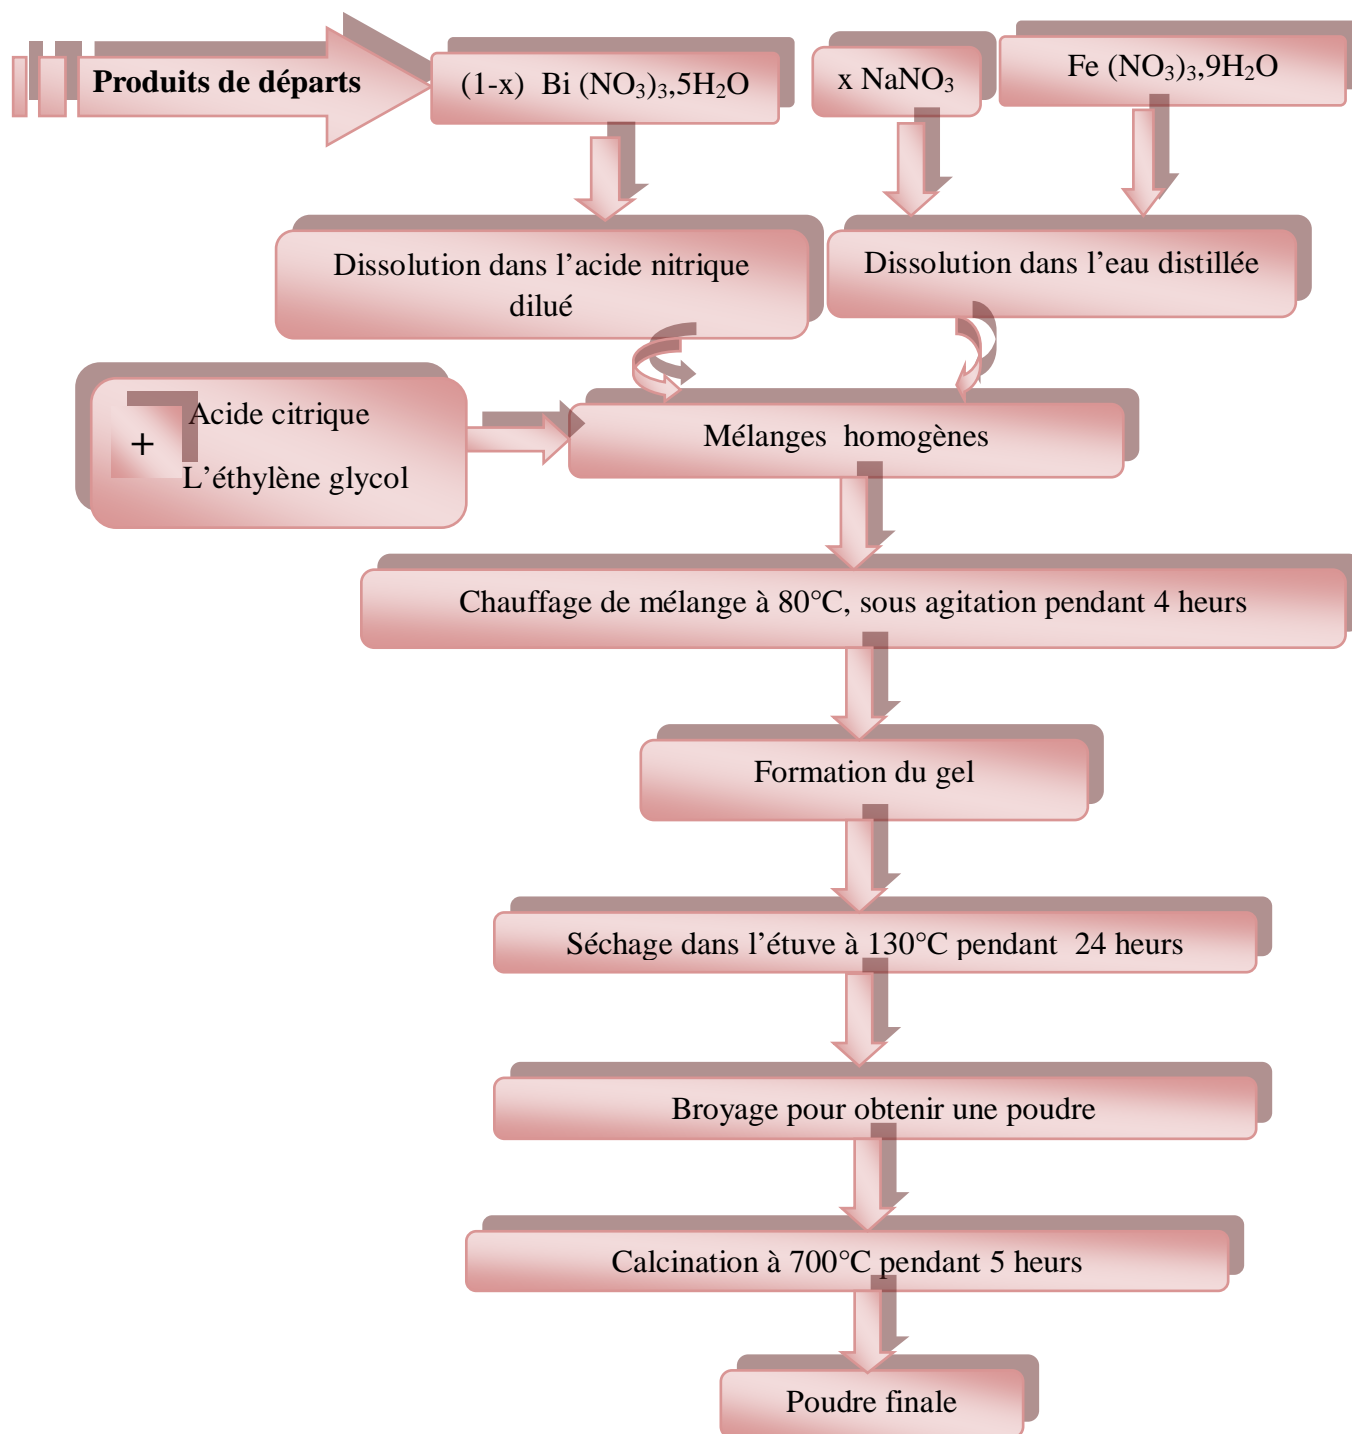 Produits de départs
(1-x) Bi (NO₃)₃,5H₂O
x NaNO₃
Fe (NO₃)₃,9H₂O
Dissolution dans l’acide nitrique
dilué
Dissolution dans l’eau distillée
Acide citrique
+
L’éthylène glycol
Mélanges homogènes
Chauffage de mélange à 80°C, sous agitation pendant 4 heurs
Formation du gel
Séchage dans l’étuve à 130°C pendant 24 heurs
Broyage pour obtenir une poudre
Calcination à 700°C pendant 5 heurs
Poudre finale